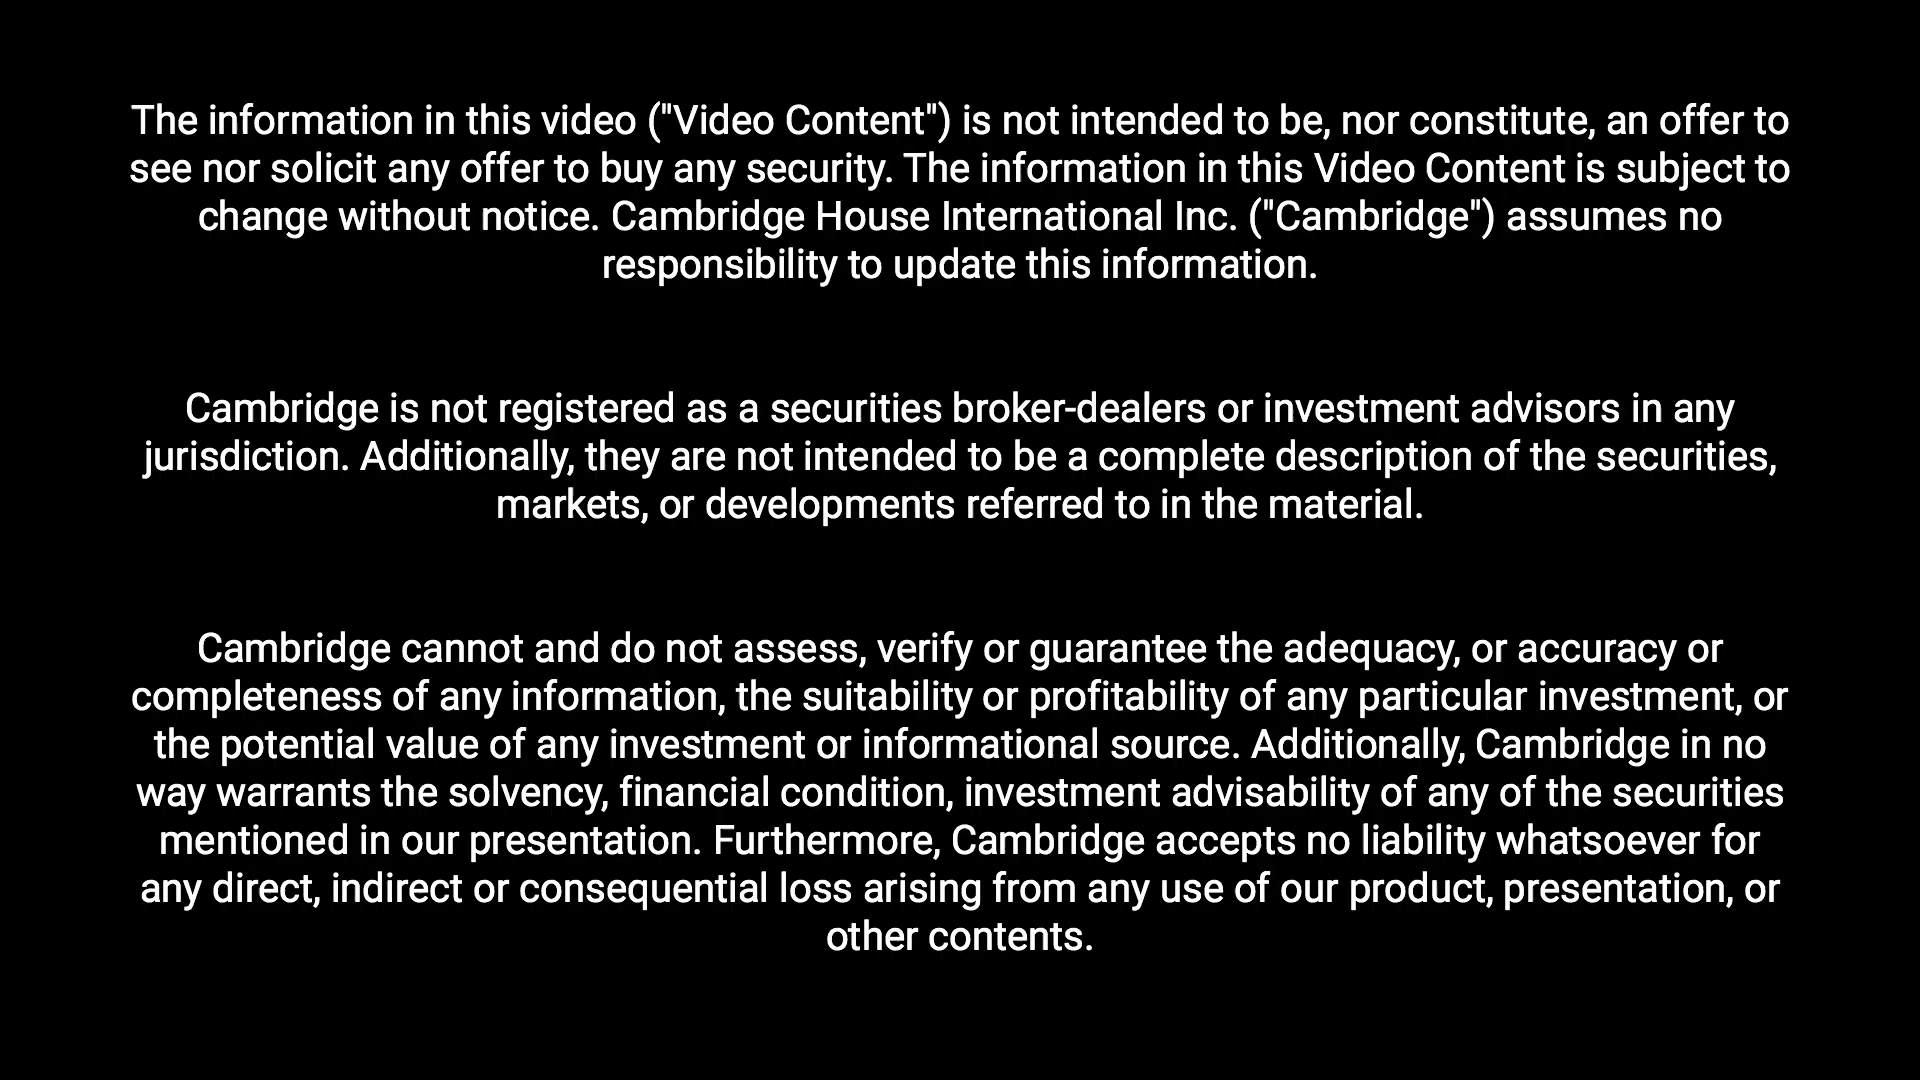 The information in this video ("Video Content") is not intended to be, nor constitute, an offer to
see nor solicit any offer to buy any security. The information in this Video Content is subject to
change without notice. Cambridge House International Inc. ("Cambridge") assumes no
responsibility to update this information.
Cambridge is not registered as a securities broker-dealers or investment advisors in any
jurisdiction. Additionally, they are not intended to be a complete description of the securities,
markets, or developments referred to in the material.
Cambridge cannot and do not assess, verify or guarantee the adequacy, or accuracy or
completeness of any information, the suitability or profitability of any particular investment, or
the potential value of any investment or informational source. Additionally, Cambridge in no
way warrants the solvency, financial condition, investment advisability of any of the securities
mentioned in our presentation. Furthermore, Cambridge accepts no liability whatsoever for
any direct, indirect or consequential loss arising from any use of our product, presentation, or
other contents.